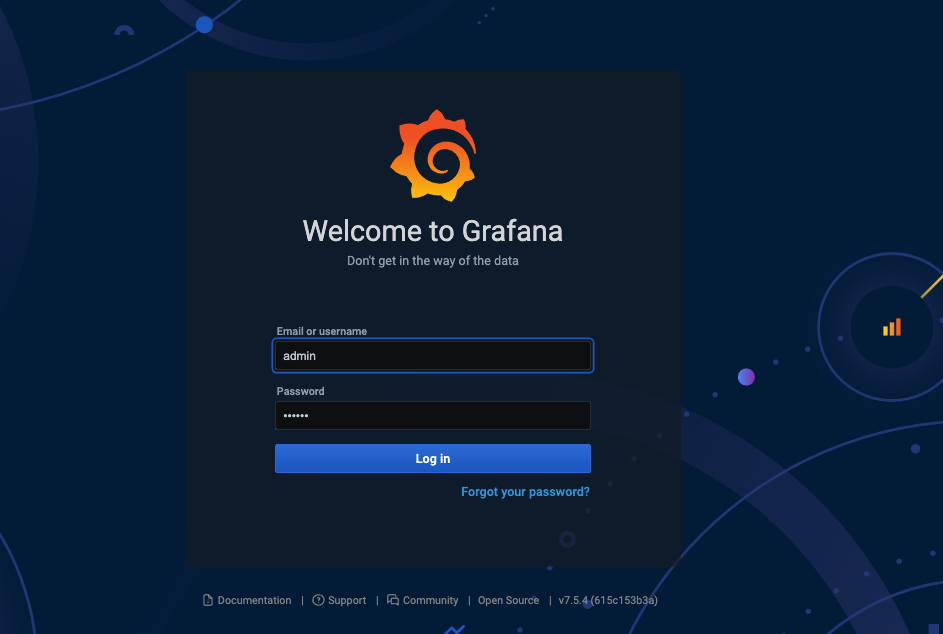 Welcome to Grafana
Don't get in the way of the data
Email or username
admin
Password
••••••
Log in
Forgot your password?
Documentation | Support | Community | Open Source | v7.5.4 (615c153b3a)